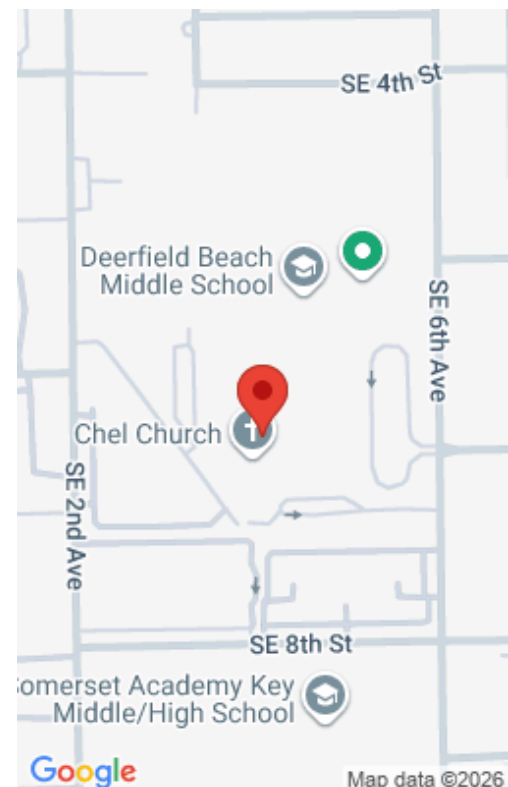 SE 4th St
Deerfield Beach
Middle School
SE 6th Ave
Chel Church
SE 2nd Ave
SE 8th St
omerset Academy Key
Middle/High School
Google
Map data ©2026